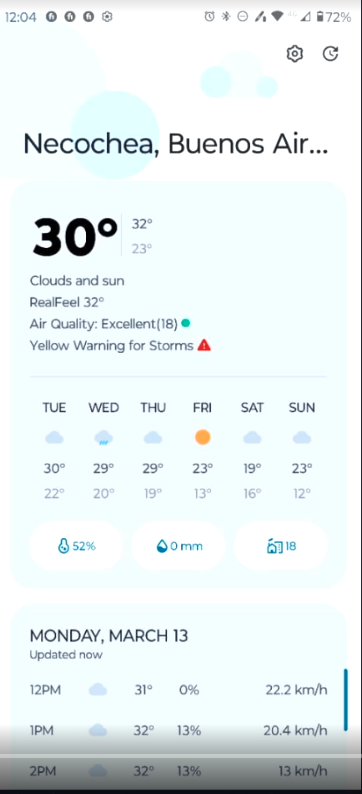 12:04 72%
Necochea, Buenos Air...
30° 32°
23°
Clouds and sun
RealFeel 32°
Air Quality: Excellent(18)
Yellow Warning for Storms
TUE WED THU FRI SAT SUN
30° 29° 29° 23° 19° 23°
22° 20° 19° 13° 16° 12°
52% 0 mm 18
MONDAY, MARCH 13
Updated now
12PM 31° 0% 22.2 km/h
1PM 32° 13% 20.4 km/h
2PM 32° 13% 13 km/h